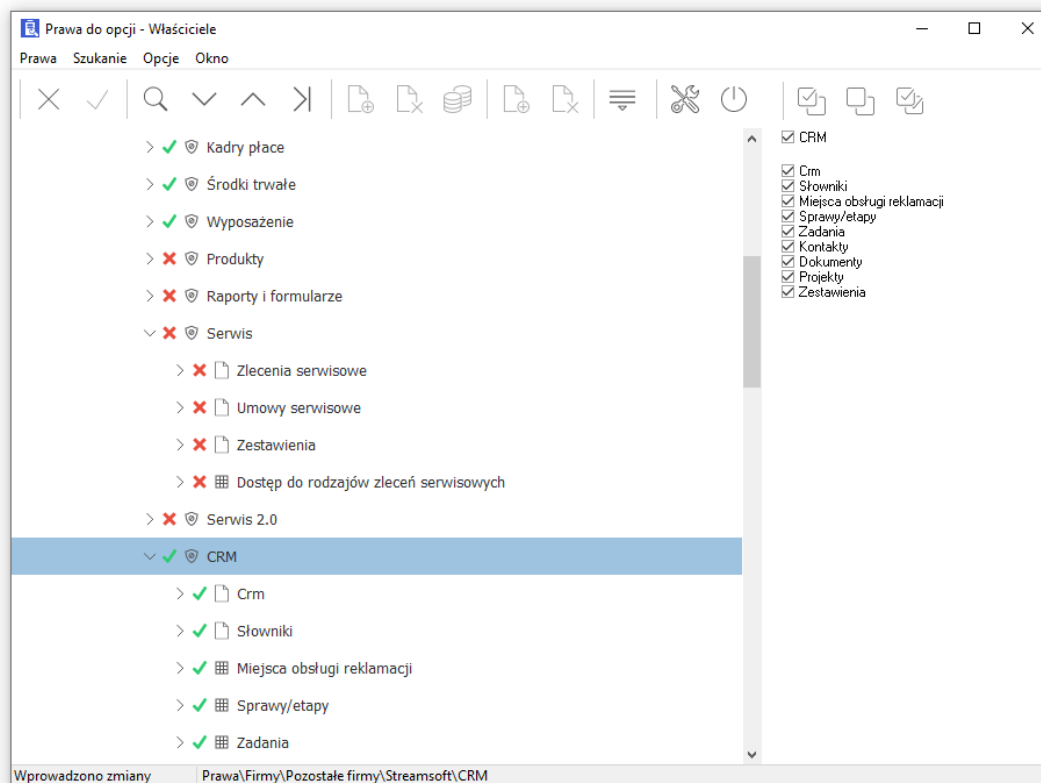 Prawa do opcji - Właściciele
Prawa Szukanie Opcje Okno
Kadry płace
Środki trwałe
Wyposażenie
Produkty
Raporty i formularze
Serwis
Zlecenia serwisowe
Umowy serwisowe
Zestawienia
Dostęp do rodzajów zleceń serwisowych
Serwis 2.0
CRM
Crm
Słowniki
Miejsca obsługi reklamacji
Sprawy/etapy
Zadania
CRM
Crm
Słowniki
Miejsca obsługi reklamacji
Sprawy/etapy
Zadania
Kontakty
Dokumenty
Projekty
Zestawienia
Wprowadzono zmiany Prawa\Firmy\Pozostałe firmy\Streamsoft\CRM